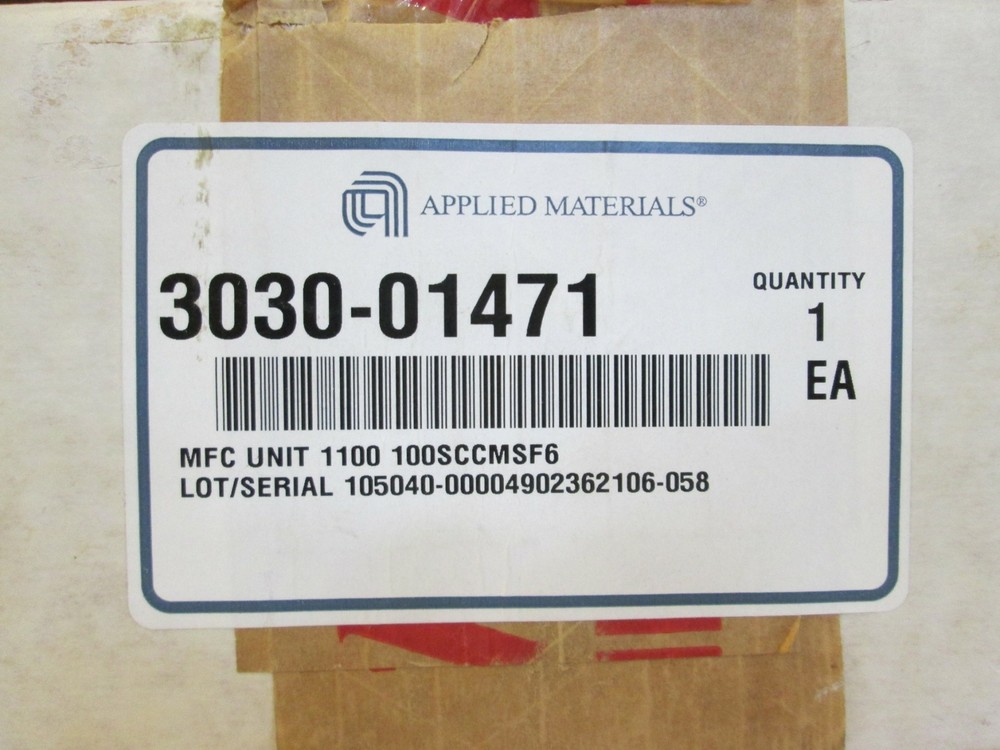 APPLIED MATERIALS®
3030-01471
QUANTITY
1
EA
MFC UNIT 1100 100SCCMSF6
LOT/SERIAL 105040-00004902362106-058